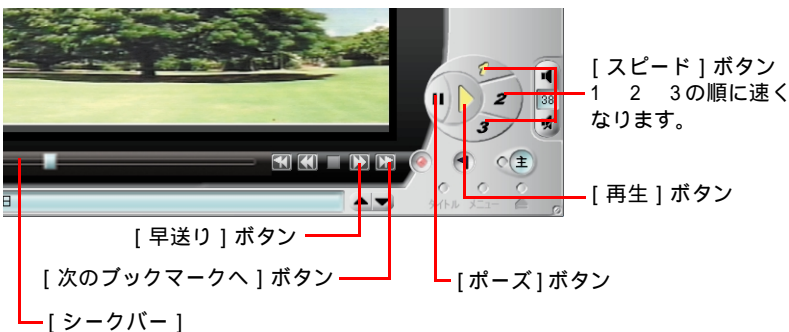 [ スピード ] ボタン
1　2　3の順に速く
なります。
1
2
3
38
主
[ 再生 ] ボタン
日
タイトル メニュー
[ 早送り ] ボタン
[ 次のブックマークへ ] ボタン
[ポーズ] ボタン
[ シークバー ]